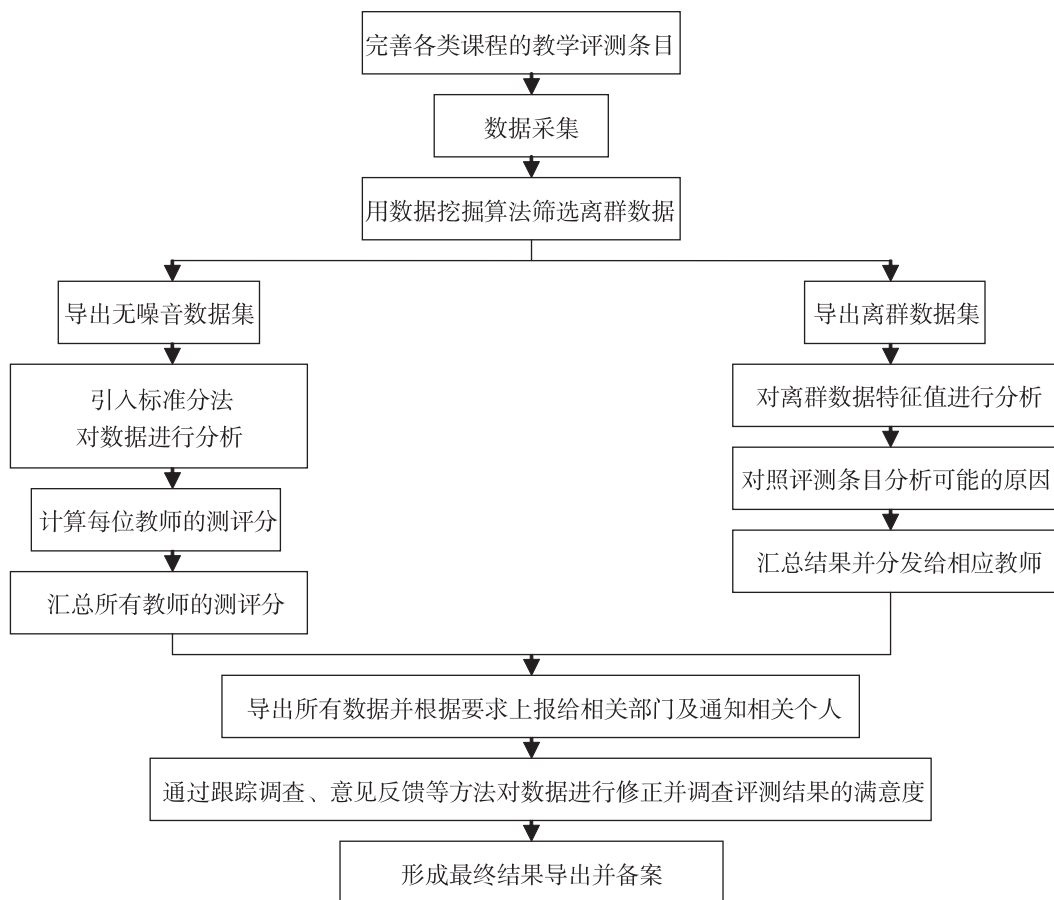 完善各类课程的教学评测条目
数据采集
用数据挖掘算法筛选离群数据
导出无噪音数据集
导出离群数据集
引入标准分法
对数据进行分析
对离群数据特征值进行分析
对照评测条目分析可能的原因
计算每位教师的测评分
汇总结果并分发给相应教师
汇总所有教师的测评分
导出所有数据并根据要求上报给相关部门及通知相关个人
通过跟踪调查、意见反馈等方法对数据进行修正并调查评测结果的满意度
形成最终结果导出并备案